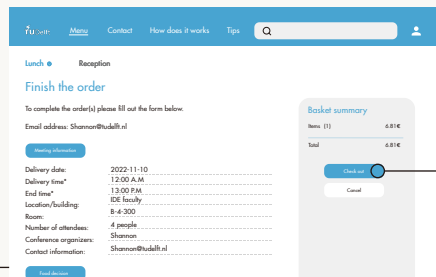 TU Delft Menu Contact How does it works Tips
Lunch Reception
Finish the order
To complete the order(s) please fill out the form below.
Email address: Shannon@tudelft.nl
Meeting information
Delivery date: 2022-11-10
Delivery time* 12:00 A.M
End time* 13:00 P.M
Location/building: IDE faculty
Room: B-4-300
Number of attendees: 4 people
Conference organizers: Shannon
Contact information: Shannon@tudelft.nl
Food decision
Basket summary
Items [1] 6.81€
Total 6.81€
Check out
Cancel